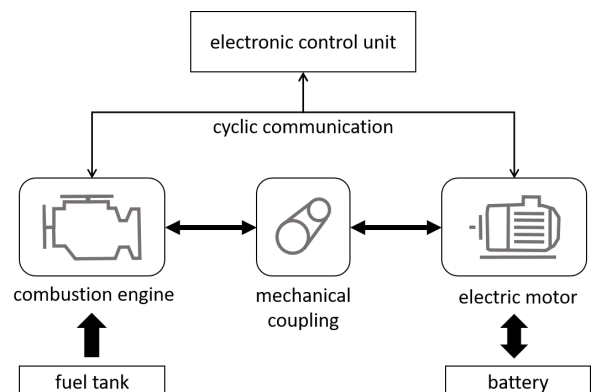 electronic control unit
cyclic communication
combustion engine
mechanical
coupling
electric motor
fuel tank
battery